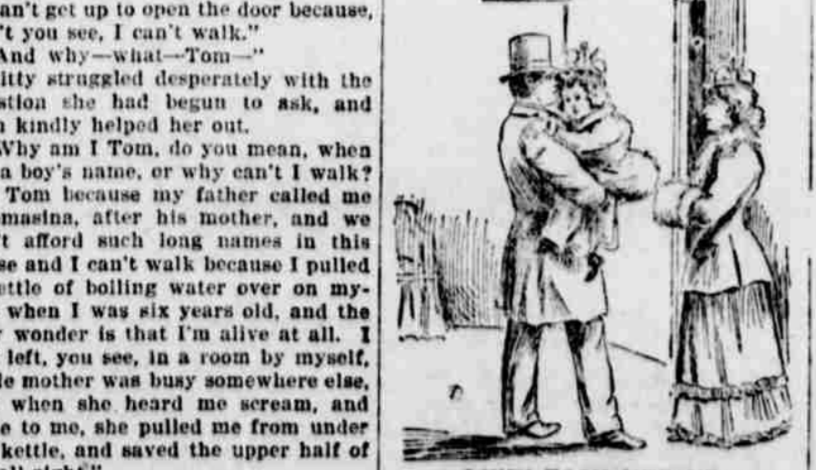 an't get up to open the door because,
't you see, I can't walk."
And why—what—Tom—"
itty struggled desperately with the
stion she had begun to ask, and
kindly helped her out.
Why am I Tom, do you mean, when
a boy's name, or why can't I walk?
Tom because my father called me
masina, after his mother, and we
't afford such long names in this
se and I can't walk because I pulled
ettle of boiling water over on my-
when I was six years old, and the
wonder is that I'm alive at all. I
left, you see, in a room by myself,
le mother was busy somewhere else,
when she heard me scream, and
e to me, she pulled me from under
kettle, and saved the upper half of